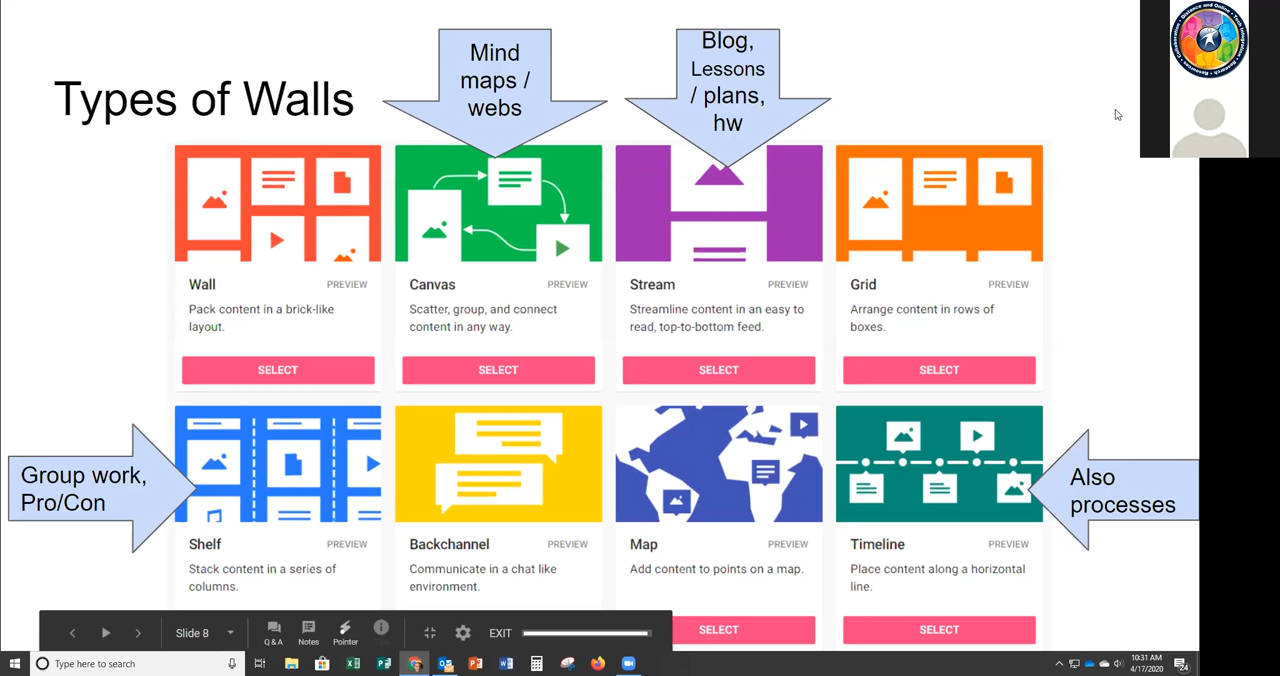 Types of Walls
Mind
maps /
webs
Blog,
Lessons
/ plans,
hw
Wall
PREVIEW
Pack content in a brick-like
layout.
SELECT
Canvas
PREVIEW
Scatter, group, and connect
content in any way.
SELECT
Stream
PREVIEW
Streamline content in an easy to
read, top-to-bottom feed.
SELECT
Grid
PREVIEW
Arrange content in rows of
boxes.
SELECT
Group work,
Pro/Con
Also
processes
Shelf
PREVIEW
Stack content in a series of
columns.
Backchannel
PREVIEW
Communicate in a chat like
environment.
Map
PREVIEW
Add content to points on a map.
SELECT
Timeline
PREVIEW
Place content along a horizontal
line.
SELECT
Slide 8
Q & A
Notes
Pointer
EXIT
Type here to search
10:31 AM
4/17/2020
24